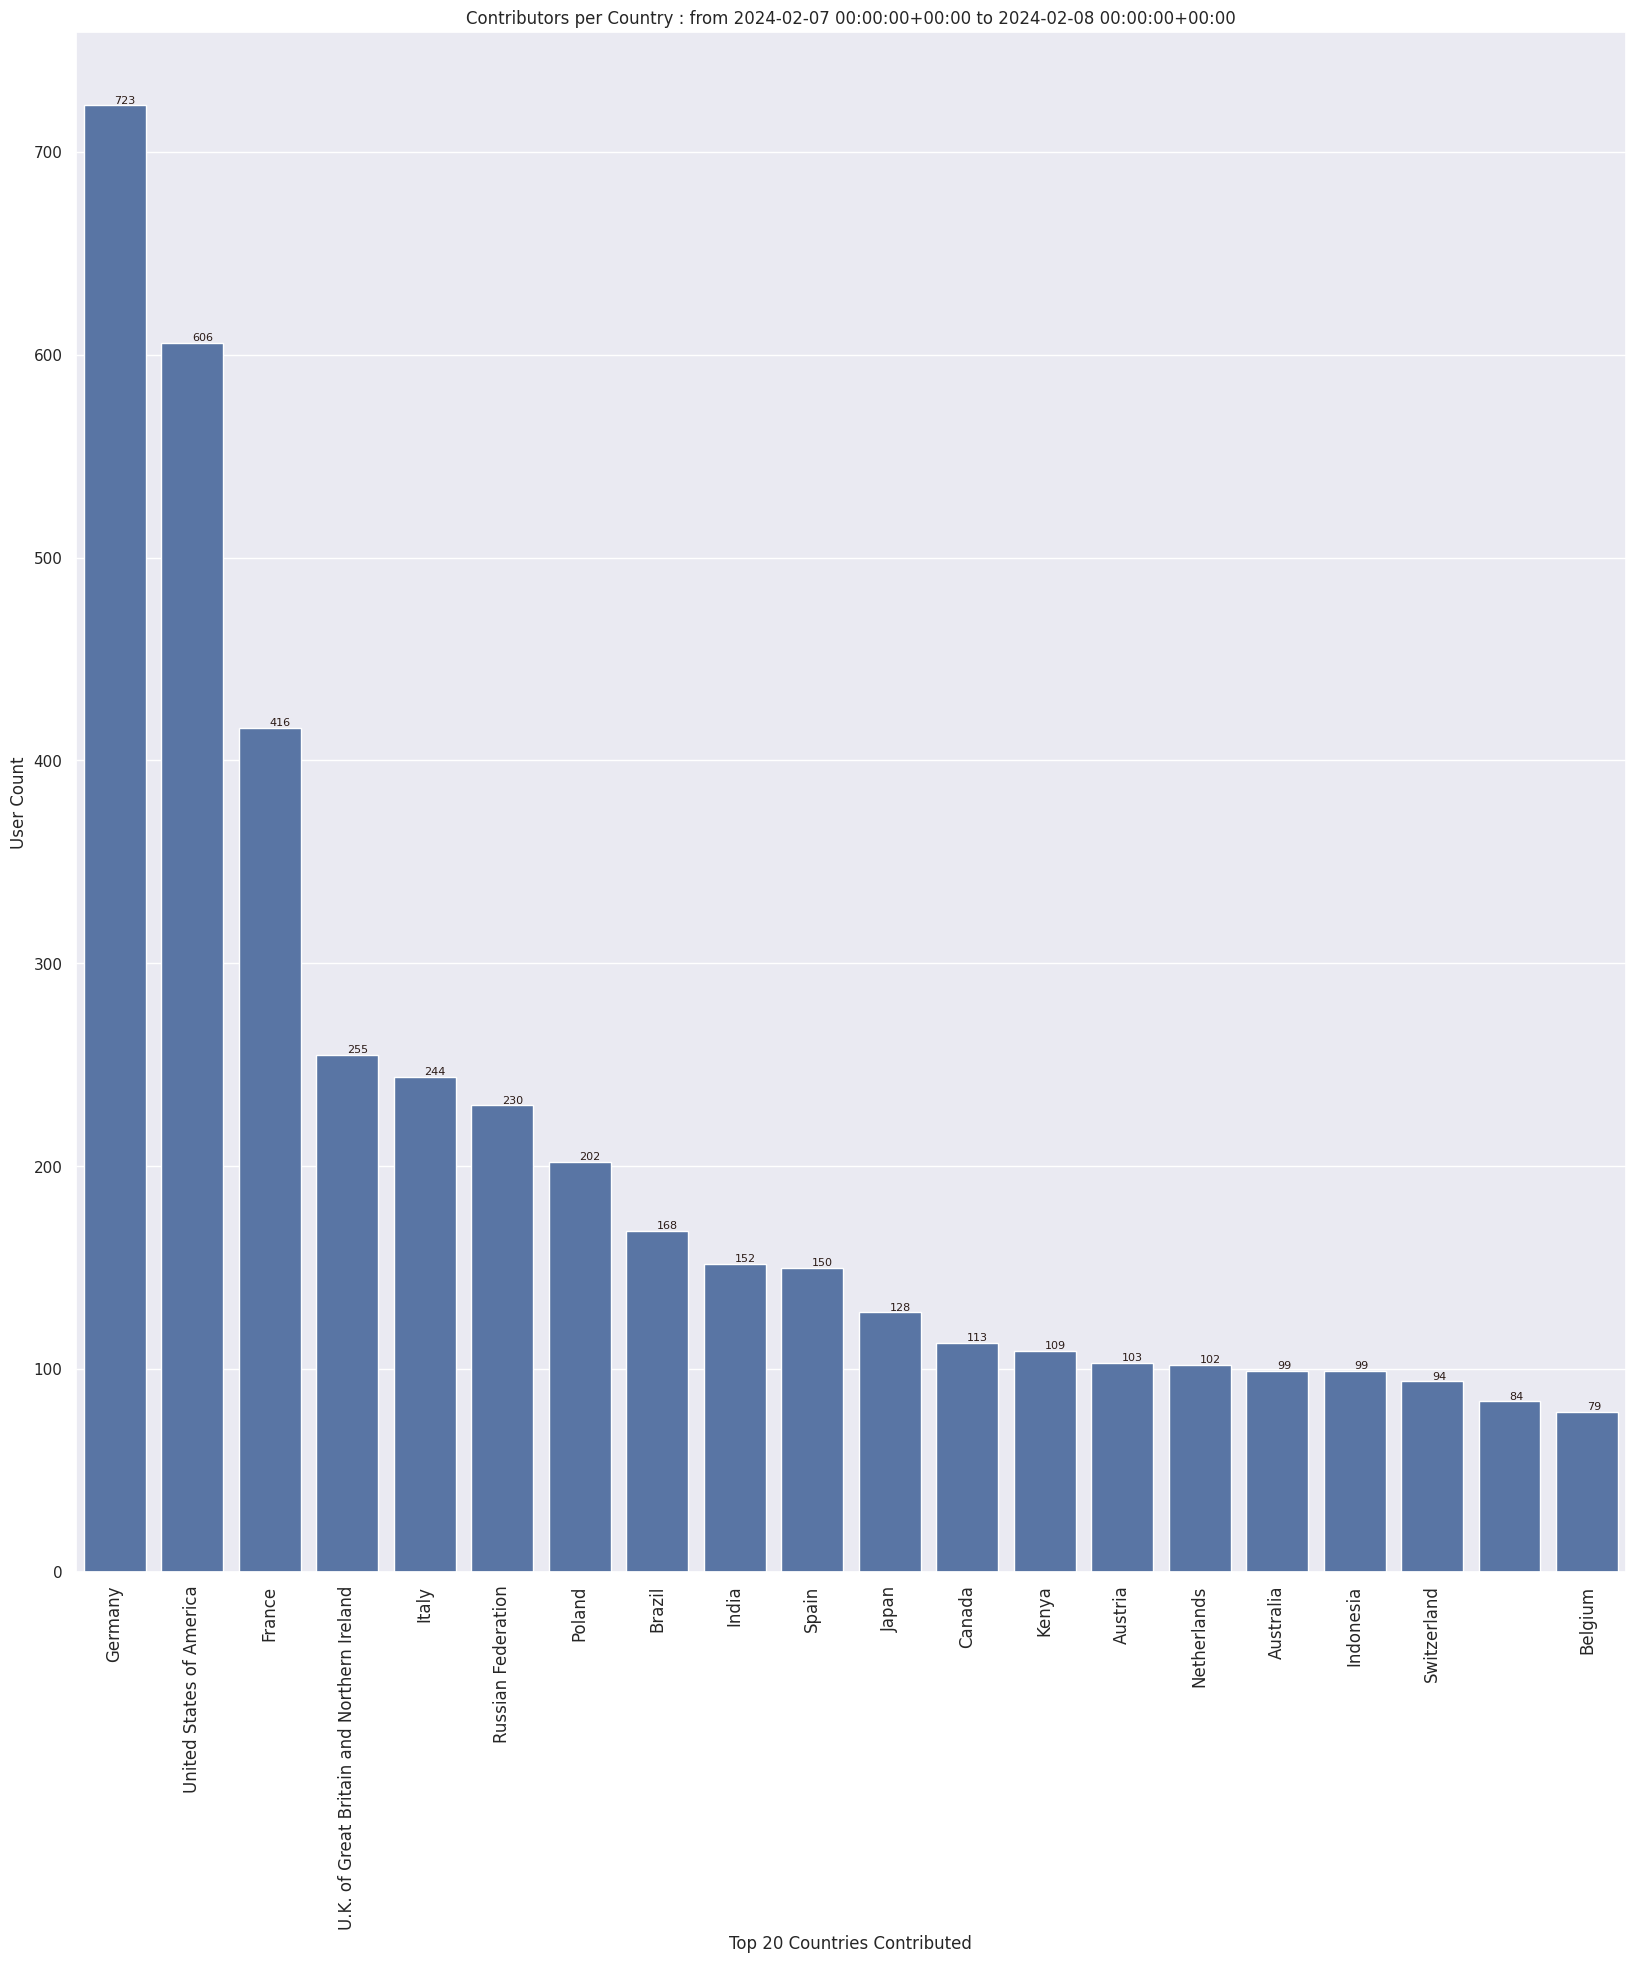 Contributors per Country : from 2024-02-07 00:00:00+00:00 to 2024-02-08 00:00:00+00:00
User Count
700
600
500
400
300
200
100
0
723
606
416
255
244
230
202
168
152
150
128
113
109
103
102
99
99
94
84
79
Germany
United States of America
France
U.K. of Great Britain and Northern Ireland
Italy
Russian Federation
Poland
Brazil
India
Spain
Japan
Canada
Kenya
Austria
Netherlands
Australia
Indonesia
Switzerland
Belgium
Top 20 Countries Contributed